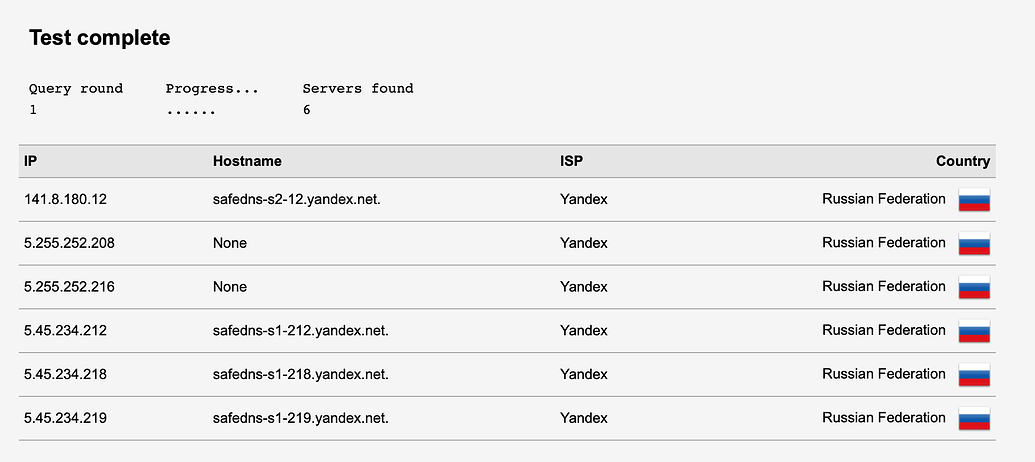 Test complete
Query round Progress... Servers found
1 ...... 6
IP Hostname ISP Country
141.8.180.12 safedns-s2-12.yandex.net. Yandex Russian Federation
5.255.252.208 None Yandex Russian Federation
5.255.252.216 None Yandex Russian Federation
5.45.234.212 safedns-s1-212.yandex.net. Yandex Russian Federation
5.45.234.218 safedns-s1-218.yandex.net. Yandex Russian Federation
5.45.234.219 safedns-s1-219.yandex.net. Yandex Russian Federation